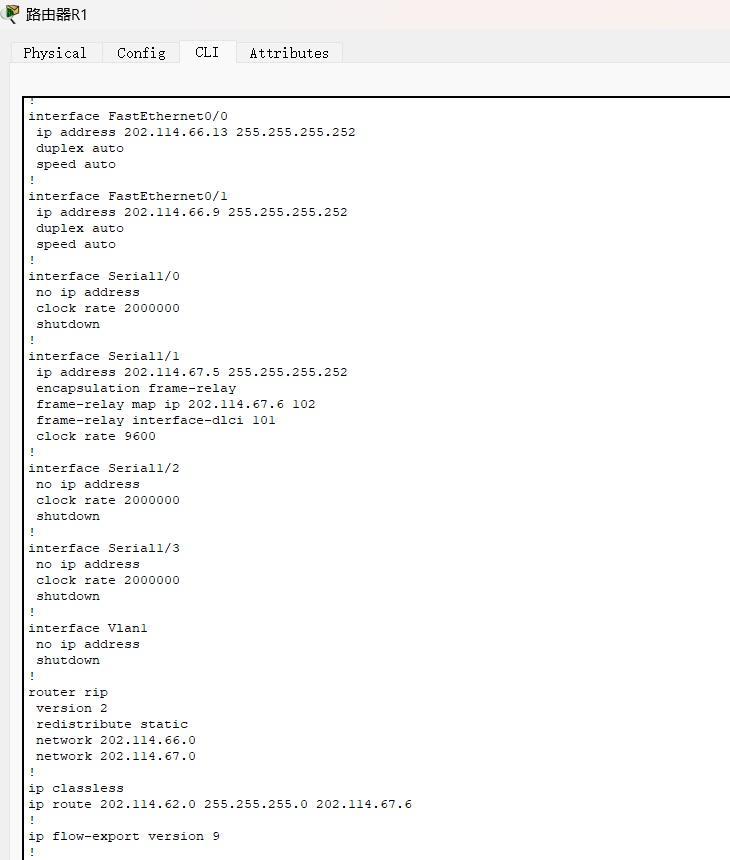 路由器R1
Physical Config CLI Attributes
!
interface FastEthernet0/0
 ip address 202.114.66.13 255.255.255.252
 duplex auto
 speed auto
!
interface FastEthernet0/1
 ip address 202.114.66.9 255.255.255.252
 duplex auto
 speed auto
!
interface Serial1/0
 no ip address
 clock rate 2000000
 shutdown
!
interface Serial1/1
 ip address 202.114.67.5 255.255.255.252
 encapsulation frame-relay
 frame-relay map ip 202.114.67.6 102
 frame-relay interface-dlci 101
 clock rate 9600
!
interface Serial1/2
 no ip address
 clock rate 2000000
 shutdown
!
interface Serial1/3
 no ip address
 clock rate 2000000
 shutdown
!
interface Vlan1
 no ip address
 shutdown
!
router rip
 version 2
 redistribute static
 network 202.114.66.0
 network 202.114.67.0
!
ip classless
ip route 202.114.62.0 255.255.255.0 202.114.67.6
!
ip flow-export version 9
!